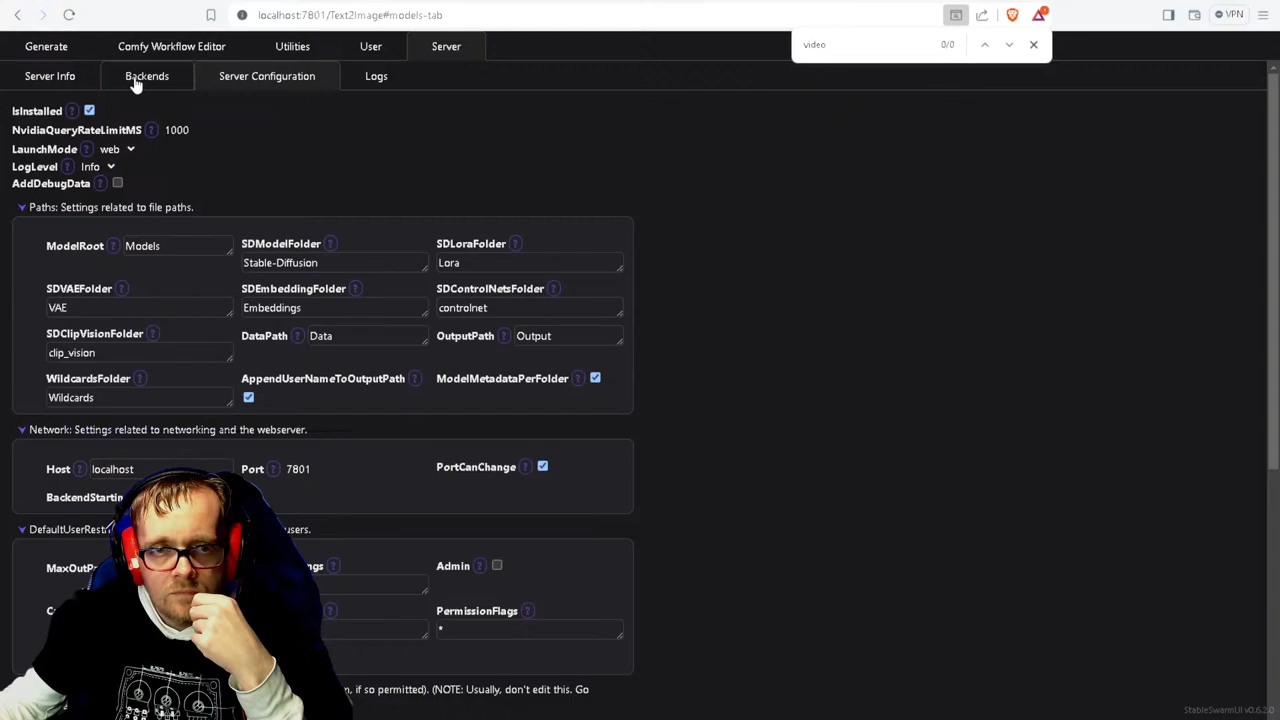 localhost:7801/Text2Image#models-tab
VPN
Generate Comfy Workflow Editor Utilities User Server
video 0/0
Server Info Backends Server Configuration Logs
IsInstalled ?
NvidiaQueryRateLimitMS ? 1000
LaunchMode ? web
LogLevel ? Info
AddDebugData ?
Paths: Settings related to file paths.
ModelRoot ? Models SDModelFolder ? Stable-Diffusion SDLoraFolder ? Lora
SDVAEFolder ? SDEmbeddingFolder ? SDControlNetsFolder ?
VAE Embeddings controlnet
SDClipVisionFolder ? DataPath ? Data OutputPath ? Output
clip_vision
WildcardsFolder ? AppendUserNameToOutputPath ? ModelMetadataPerFolder ?
Wildcards
Network: Settings related to networking and the webserver.
Host ? localhost Port ? 7801 PortCanChange ?
BackendStartin
DefaultUserRestr users.
MaxOutP ngs ? Admin ?
? PermissionFlags ?
*
n, if so permitted). (NOTE: Usually, don't edit this. Go
StableSwarmUI v0.6.2.0